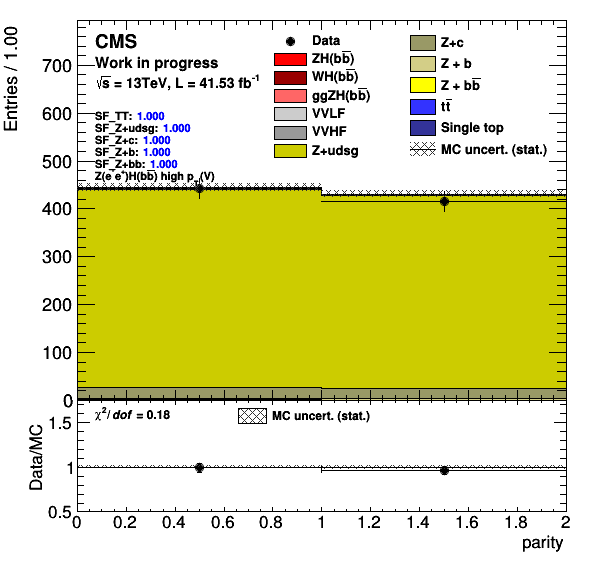 Entries / 1.00
CMS
Work in progress
√s = 13TeV, L = 41.53 fb⁻¹
SF_TT: 1.000
SF_Z+udsg: 1.000
SF_Z+c: 1.000
SF_Z+b: 1.000
SF_Z+bb: 1.000
Z(e⁻e⁺)H(bb̅) high p_T(V)
Data
ZH(bb̅)
WH(bb̅)
ggZH(bb̅)
VVLF
VVHF
Z+udsg
Z+c
Z + b
Z + bb̅
tt̅
Single top
MC uncert. (stat.)
700
600
500
400
300
200
100
0
Data/MC
χ²/dof = 0.18
MC uncert. (stat.)
1.5
1
0.5
0 0.2 0.4 0.6 0.8 1 1.2 1.4 1.6 1.8 2
parity